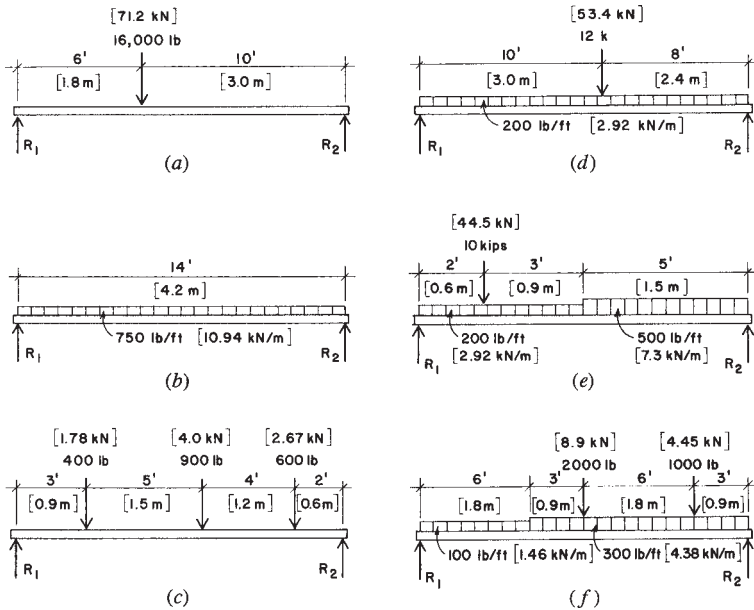 [71.2 kN]
16,000 lb
6'
10'
[1.8 m]
[3.0 m]
R1
R2
(a)
14'
[4.2 m]
750 lb/ft [10.94 kN/m]
R1
R2
(b)
[1.78 kN]
[4.0 kN]
[2.67 kN]
400 lb
900 lb
600 lb
3'
5'
4'
2'
[0.9m]
[1.5 m]
[1.2 m]
[0.6m]
R1
R2
(c)
[53.4 kN]
12 k
10'
8'
[3.0 m]
[2.4 m]
200 lb/ft [2.92 kN/m]
R1
R2
(d)
[44.5 kN]
10 kips
2'
3'
5'
[0.6 m]
[0.9 m]
[1.5 m]
200 lb/ft
500 lb/ft
[2.92 kN/m]
[7.3 kN/m]
R1
R2
(e)
[8.9 kN]
[4.45 kN]
2000 lb
1000 lb
6'
3'
6'
3'
[1.8 m]
[0.9m]
[1.8 m]
[0.9m]
100 lb/ft [1.46 kN/m]
300 lb/ft [4.38 kN/m]
R1
R2
(f)